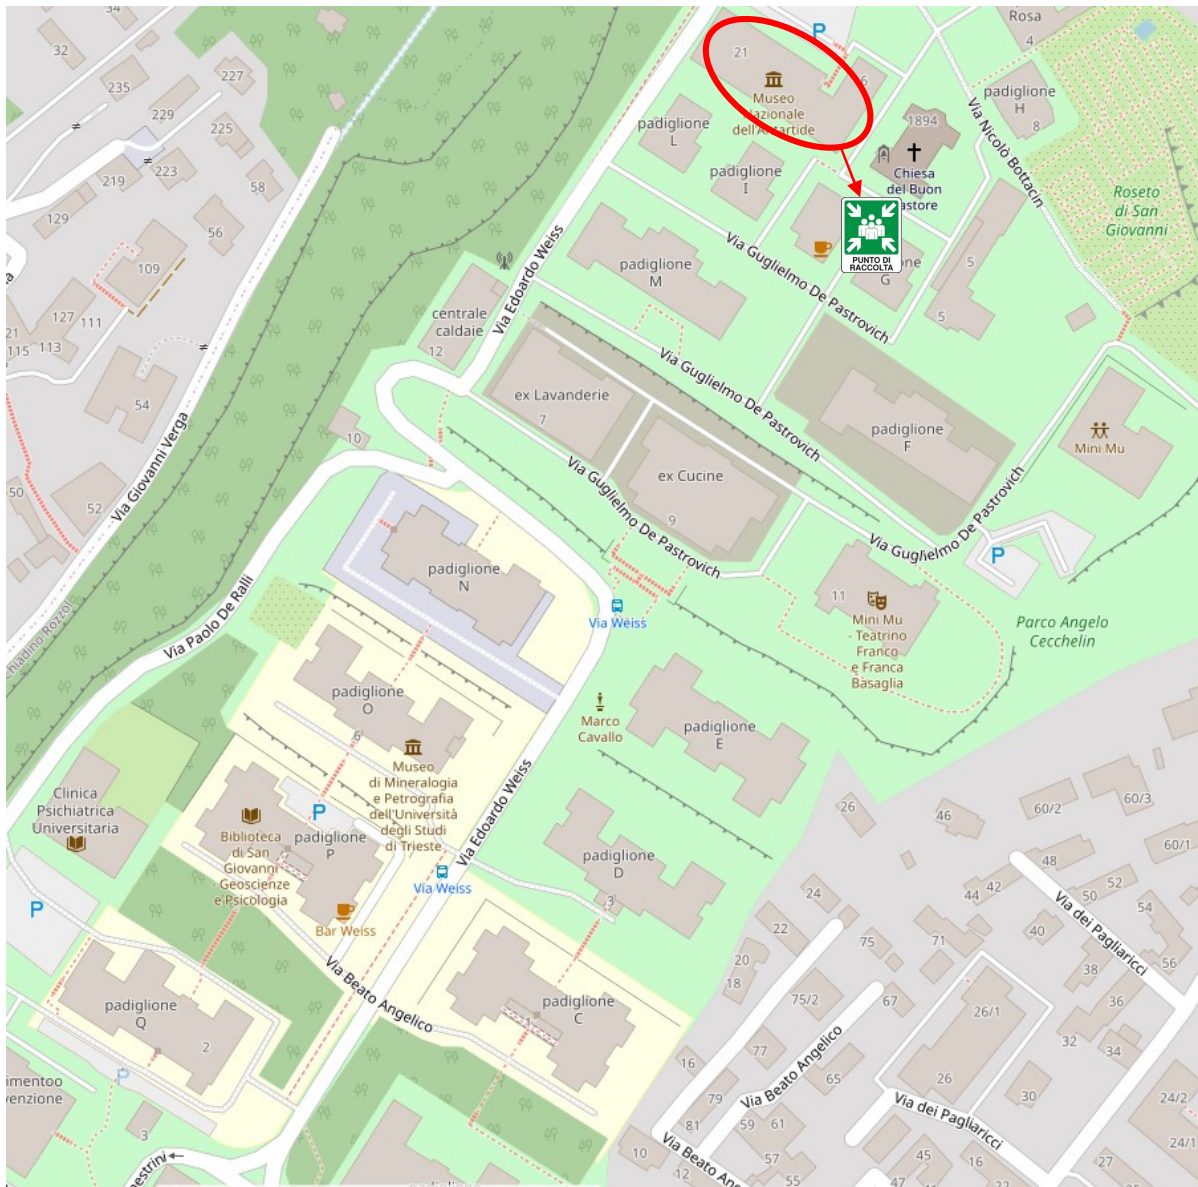 34
32
235
227
229
225
223
219
58
129
56
109
127
111
121
115
113
54
50
52
10
Via Giovanni Verga
Chiadino-Rozzol
Via Paolo De Ralli
Rosa
4
P
21
6
Museo
Nazionale
dell'Antartide
padiglione
L
padiglione
I
1894
Chiesa
del Buon
Pastore
padiglione
H
8
Via Nicolò Bottacin
Roseto
di San
Giovanni
PUNTO DI
RACCOLTA
G
5
5
padiglione
M
Via Edoardo Weiss
Via Guglielmo De Pastrovich
centrale
caldaie
12
Via Guglielmo De Pastrovich
ex Lavanderie
7
padiglione
F
Mini Mu
ex Cucine
9
Via Guglielmo De Pastrovich
Via Guglielmo De Pastrovich
P
padiglione
N
Via Weiss
11
Mini Mu
- Teatrino
Franco
e Franca
Basaglia
Parco Angelo
Cecchelin
padiglione
O
6
Marco
Cavallo
padiglione
E
Museo
di Mineralogia
e Petrografia
dell'Università
degli Studi
di Trieste
Via Edoardo Weiss
Clinica
Psichiatrica
Universitaria
P
Biblioteca
di San
Giovanni
- Geoscienze
e Psicologia
padiglione
P
Via Weiss
padiglione
D
3
P
Bar Weiss
Via Beato Angelico
padiglione
C
1
padiglione
Q
2
P
3
26
46
60/2
60/3
60/1
48
50
52
54
44
42
40
56
38
36
34
32
24
22
20
18
75
71
67
75/2
26/1
26
30
77
65
16
79
81
59
61
57
55
10
12
47
45
16
27
24/2
24/1
Via dei Pagliaricci
Via Beato Angelico
Via dei Pagliaricci